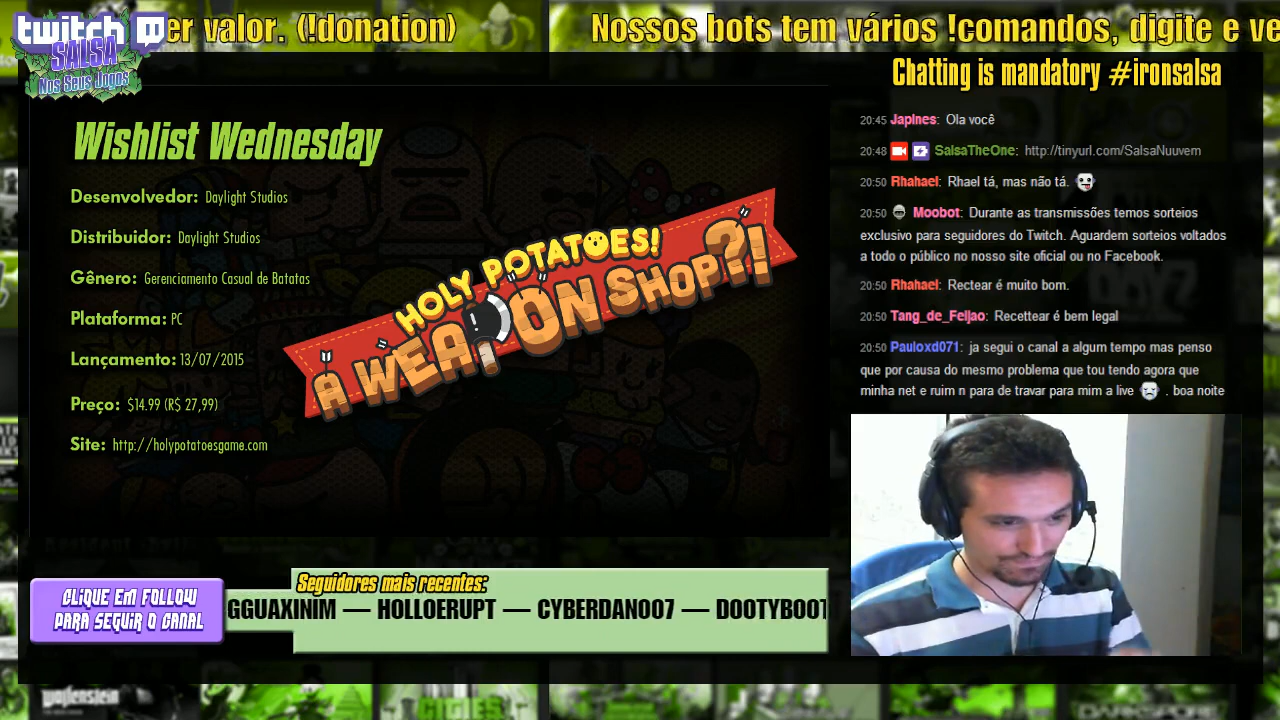 er valor. (!donation) Nossos bots tem vários !comandos, digite e ve
twitch
SALSA
Nos Seus Jogos
Chatting is mandatory #ironsalsa
Wishlist Wednesday
Desenvolvedor: Daylight Studios
Distribuidor: Daylight Studios
Gênero: Gerenciamento Casual de Batatas
Plataforma: PC
Lançamento: 13/07/2015
Preço: $14.99 (R$ 27,99)
Site: http://holypotatoesgame.com
HOLY POTATOES!
A WEAPON SHOP?!
20:45 Japines: Ola você
20:48 SalsaTheOne: http://tinyurl.com/SalsaNuuvem
20:50 Rhahael: Rhael tá, mas não tá.
20:50 Moobot: Durante as transmissões temos sorteios
exclusivo para seguidores do Twitch. Aguardem sorteios voltados
a todo o público no nosso site oficial ou no Facebook.
20:50 Rhahael: Rectear é muito bom.
20:50 Tang_de_Feijao: Recettear é bem legal
20:50 Pauloxd071: ja segui o canal a algum tempo mas penso
que por causa do mesmo problema que tou tendo agora que
minha net e ruim n para de travar para mim a live . boa noite
CLIQUE EM FOLLOW
PARA SEGUIR O CANAL
Seguidores mais recentes:
GGUAXINIM — HOLLOERUPT — CYBERDANOO7 — DOOTYBOOT
Wolfenstein
CYCLES
DARKSPORE